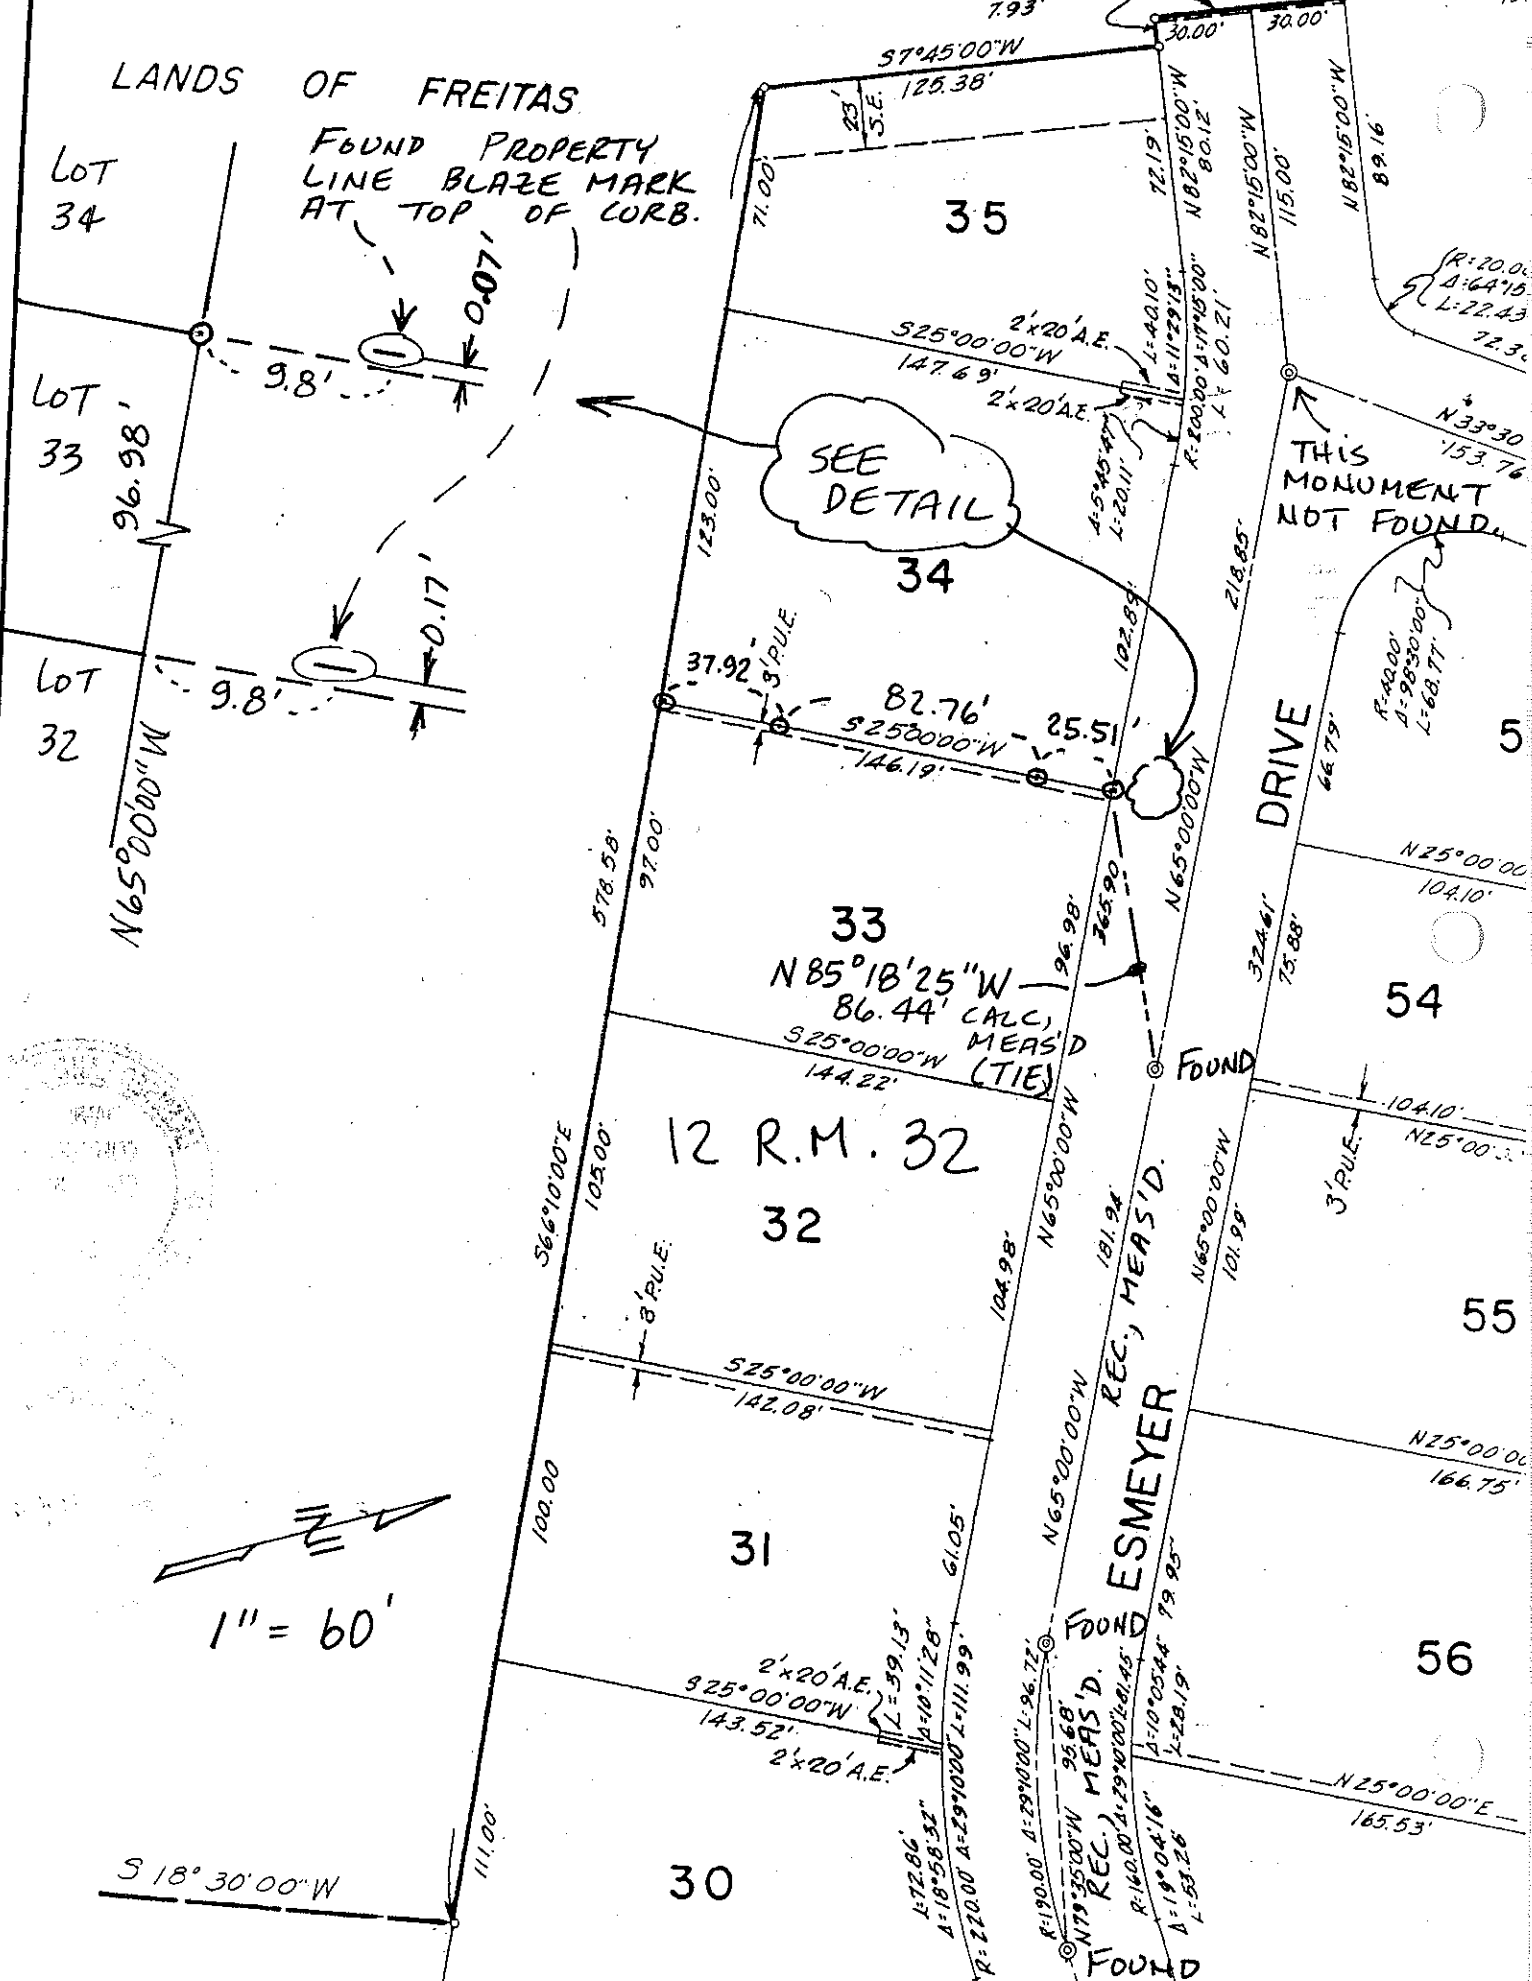 7.93'
30.00'
30.00'
S7°45'00"W
125.38'
23'
S.E.
LANDS OF FREITAS
FOUND PROPERTY
LINE BLAZE MARK
AT TOP OF CURB.
LOT
34
0.07'
9.8'
LOT
33
96.98'
0.17'
LOT
32
9.8'
N65°00'00"W
71.00'
35
72.19'
N82°15'00"W
80.12'
N82°15'00"W
115.00'
N82°15'00"W
89.16'
2'x20'A.E.
S25°00'00"W
147.69'
2'x20'A.E.
L=40.10'
Δ=11°29'13"
R=200.00' Δ=17°15'00"
L= 60.21'
Δ=5°45'47"
L=20.11'
SEE
DETAIL
123.00'
34
THIS
MONUMENT
NOT FOUND.
N33°30
153.76
218.85'
102.89'
R=40.00'
Δ=98°30'00"
L=68.77'
3'P.U.E.
37.92'
82.76'
S25°00'00"W
146.19'
25.51'
N65°00'00"W
DRIVE
66.79'
5
578.58'
97.00'
33
96.98'
365.90
N85°18'25"W
86.44' CALC,
MEAS'D
(TIE)
FOUND
N25°00'00
104.10'
324.61'
75.88'
54
S25°00'00"W
144.22'
12 R.M. 32
32
S66°10'00"E
105.00'
N65°00'00"W
104.98'
181.94'
REC., MEAS'D.
N65°00'00"W
101.99'
104.10'
N25°00
3'P.U.E.
55
3'P.U.E.
S25°00'00"W
142.08'
N65°00'00"W
ESMEYER
N25°00'00
166.75'
100.00
31
61.05'
1" = 60'
FOUND
79.95'
Δ=10°05'44"
L=28.19'
56
2'x20'A.E.
S25°00'00"W
143.52'
2'x20'A.E.
L=39.13'
Δ=10°11'28"
R=220.00' Δ=29°10'00" L=111.99'
L=72.86'
Δ=18°58'32"
R=190.00' Δ=29°10'00" L=96.72'
N79°35'00"W 95.68'
REC., MEAS'D.
R=160.00' Δ=29°10'00" L=81.45'
Δ=19°04'16"
L=53.26'
N25°00'00"E
165.53'
111.00'
S 18° 30' 00" W
30
FOUND